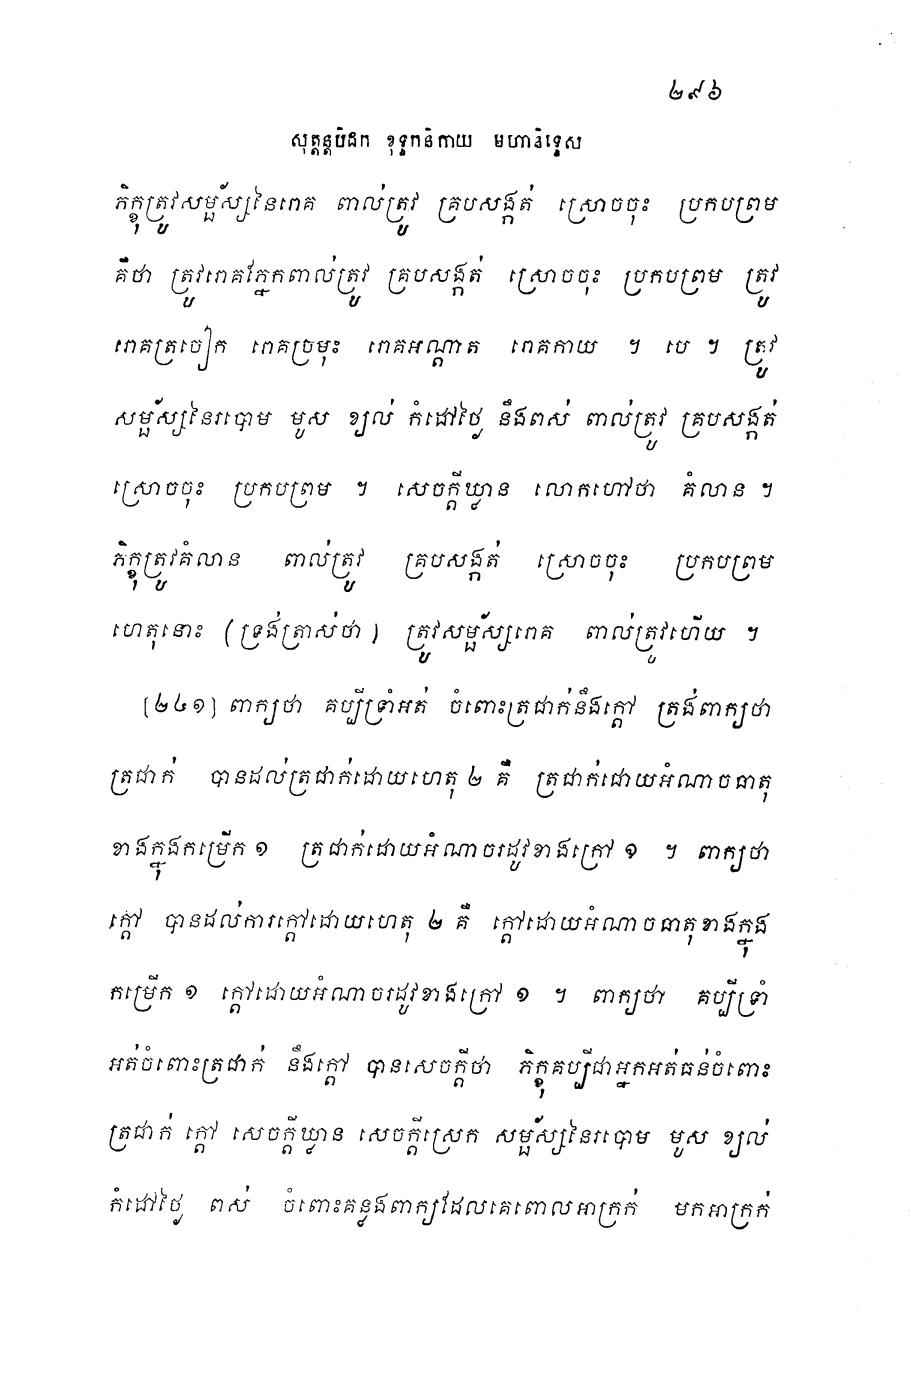 ២៩៦
សុត្តន្តបិដក ខុទ្ទកនិកាយ មហានិទ្ទេស
ភិក្ខុត្រូវសម្ផ័ស្សនៃរោគ ពាល់ត្រូវ គ្របសង្កត់ ស្រោចចុះ ប្រកបព្រម
គឺថា ត្រូវរោគភ្នែកពាល់ត្រូវ គ្របសង្កត់ ស្រោចចុះ ប្រកបព្រម ត្រូវ
រោគត្រចៀក រោគច្រមុះ រោគអណ្តាត រោគកាយ ។ បេ ។ ត្រូវ
សម្ផ័ស្សនៃរបោម មូស ខ្យល់ កំដៅថ្ងៃ នឹងពស់ ពាល់ត្រូវ គ្របសង្កត់
ស្រោចចុះ ប្រកបព្រម ។ សេចក្តីឃ្លាន លោកហៅថា គំលាន ។
ភិក្ខុត្រូវគំលាន ពាល់ត្រូវ គ្របសង្កត់ ស្រោចចុះ ប្រកបព្រម
ហេតុនោះ (ទ្រង់ត្រាស់ថា) ត្រូវសម្ផ័ស្សរោគ ពាល់ត្រូវហើយ ។
[២៤១] ពាក្យថា គប្បីទ្រាំអត់ ចំពោះត្រជាក់នឹងក្តៅ ត្រង់ពាក្យថា
ត្រជាក់ បានដល់ត្រជាក់ដោយហេតុ ២ គឺ ត្រជាក់ដោយអំណាចធាតុ
ខាងក្នុងកម្រើក ១ ត្រជាក់ដោយអំណាចរដូវខាងក្រៅ ១ ។ ពាក្យថា
ក្តៅ បានដល់ការក្តៅដោយហេតុ ២ គឺ ក្តៅដោយអំណាចធាតុខាងក្នុង
កម្រើក ១ ក្តៅដោយអំណាចរដូវខាងក្រៅ ១ ។ ពាក្យថា គប្បីទ្រាំ
អត់ចំពោះត្រជាក់ នឹងក្តៅ បានសេចក្តីថា ភិក្ខុគប្បីជាអ្នកអត់ធន់ចំពោះ
ត្រជាក់ ក្តៅ សេចក្តីឃ្លាន សេចក្តីស្រេក សម្ផ័ស្សនៃរបោម មូស ខ្យល់
កំដៅថ្ងៃ ពស់ ចំពោះគន្លងពាក្យដែលគេពោលអាក្រក់ មកអាក្រក់